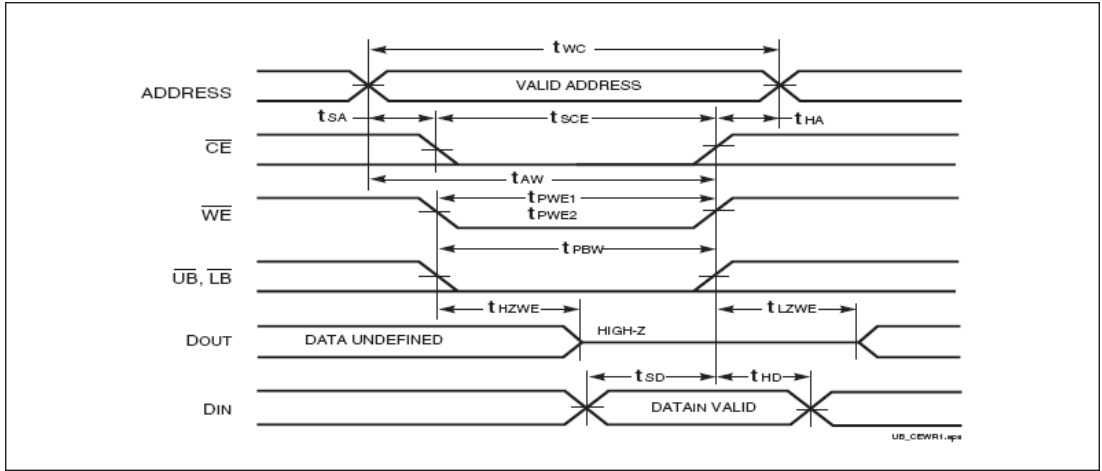 tWC
ADDRESS
VALID ADDRESS
tSA
tSCE
tHA
CE
tAW
WE
tPWE1
tPWE2
tPBW
UB, LB
tHZWE
tLZWE
DOUT
DATA UNDEFINED
HIGH-Z
tSD
tHD
DIN
DATAIN VALID
UB_CEWR1.eps